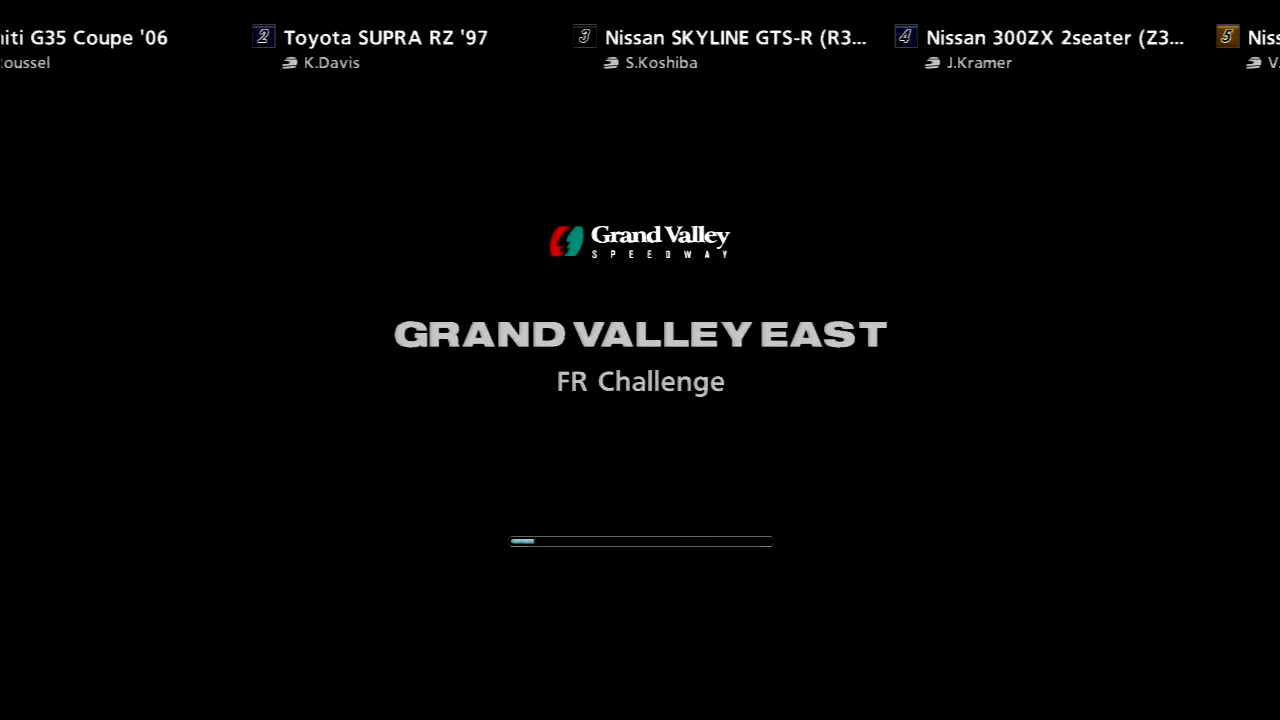 iti G35 Coupe '06
oussel
2 Toyota SUPRA RZ '97
K.Davis
3 Nissan SKYLINE GTS-R (R3...
S.Koshiba
4 Nissan 300ZX 2seater (Z3...
J.Kramer
5 Niss
V.
Grand Valley
SPEEDWAY
GRAND VALLEY EAST
FR Challenge